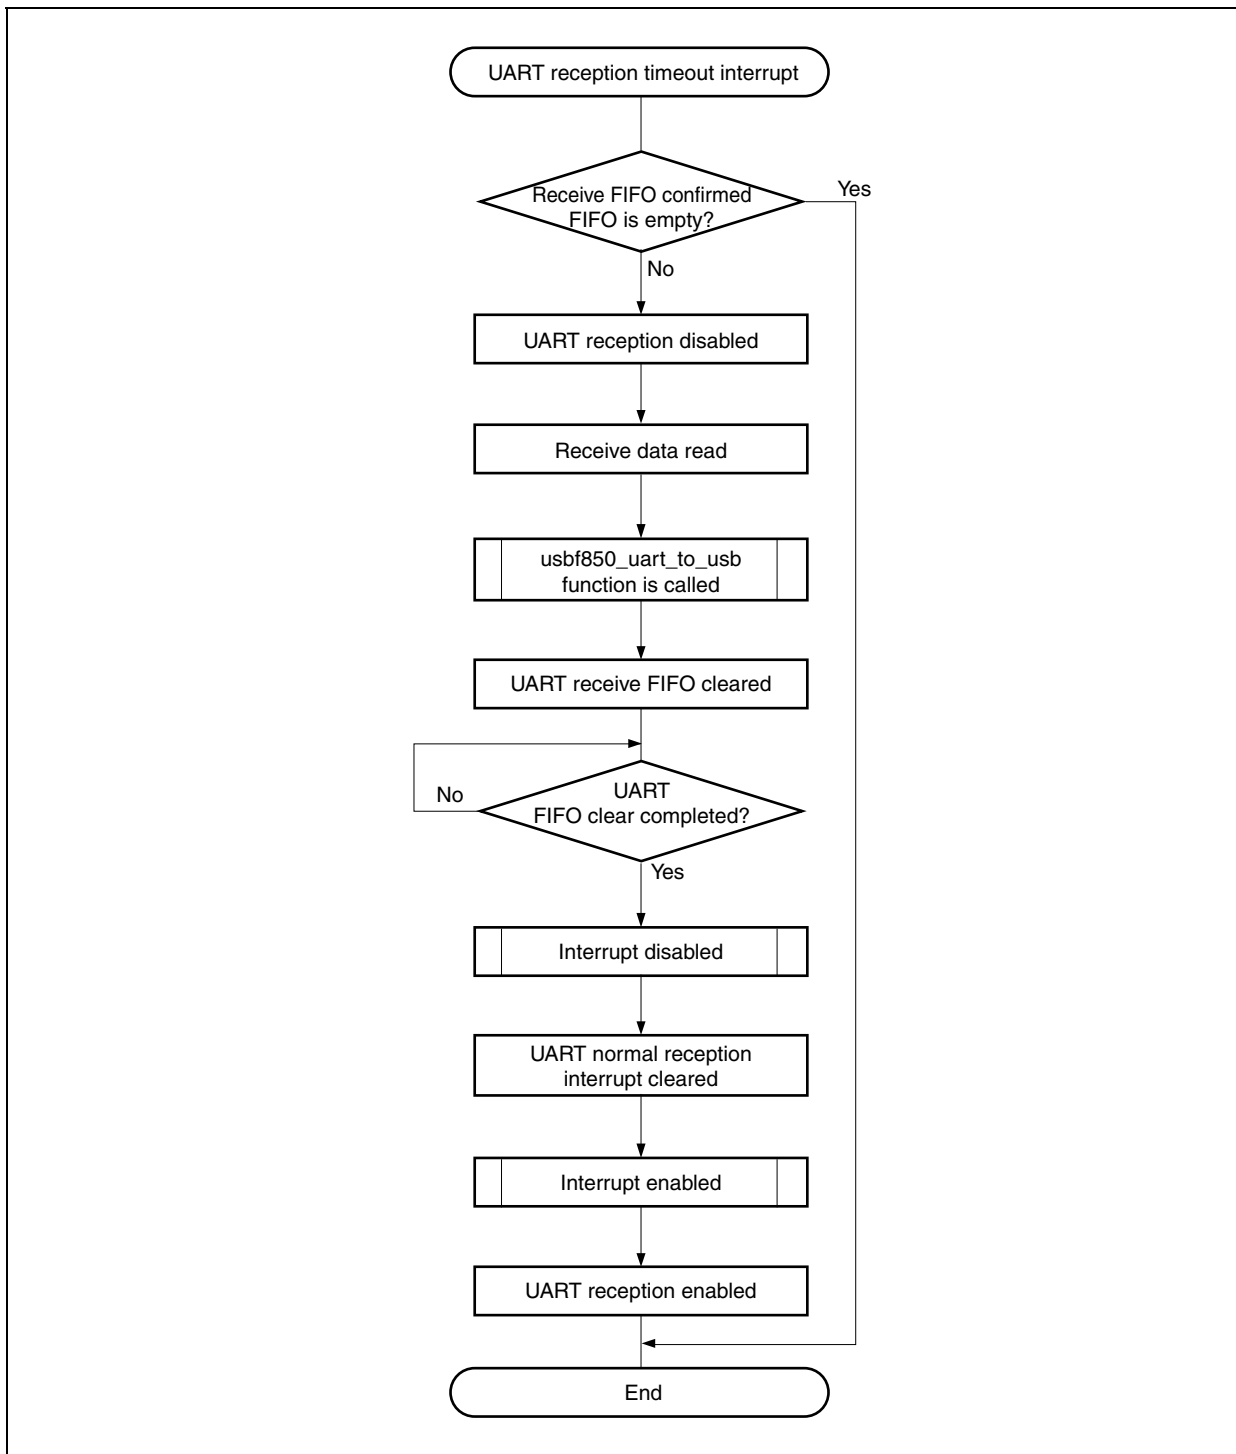 UART reception timeout interrupt
Receive FIFO confirmed
FIFO is empty?
Yes
No
UART reception disabled
Receive data read
usbf850_uart_to_usb
function is called
UART receive FIFO cleared
UART
FIFO clear completed?
No
Yes
Interrupt disabled
UART normal reception
interrupt cleared
Interrupt enabled
UART reception enabled
End